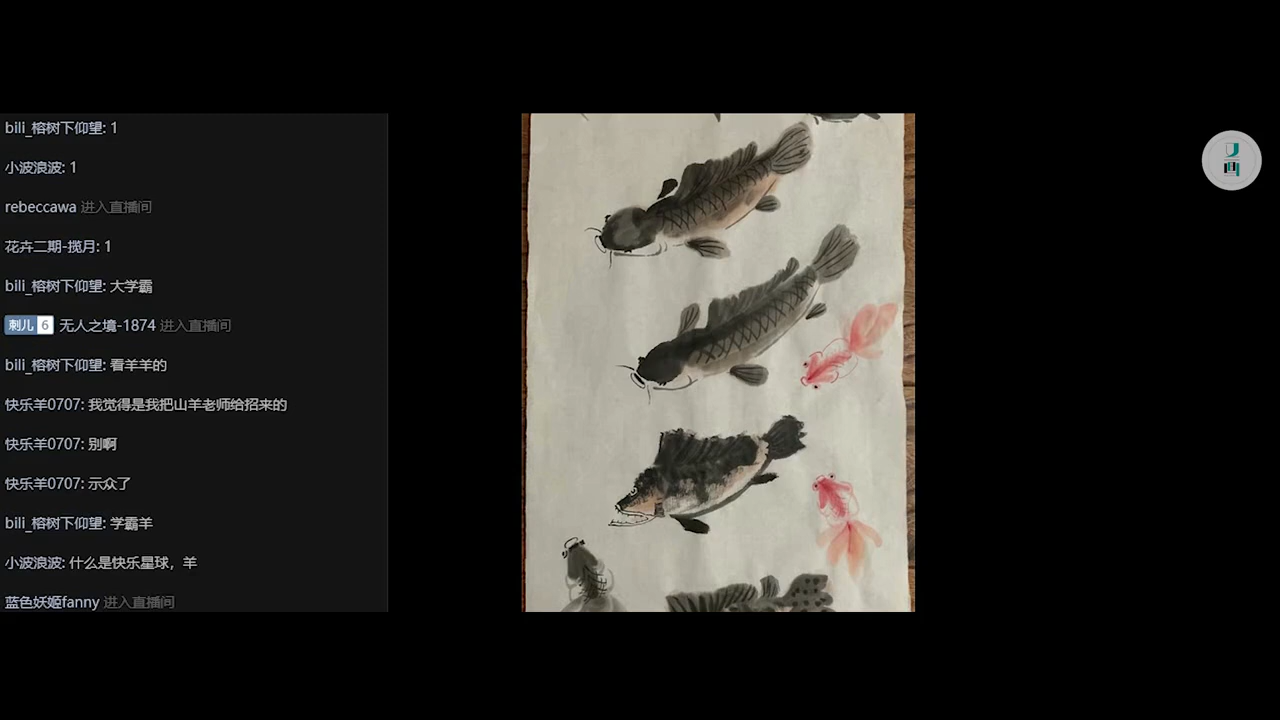 bili_榕树下仰望: 1
小波浪波: 1
rebeccawa 进入直播间
花卉二期-揽月: 1
bili_榕树下仰望: 大学霸
刺儿 6 无人之境-1874 进入直播间
bili_榕树下仰望: 看羊羊的
快乐羊0707: 我觉得是我把山羊老师给招来的
快乐羊0707: 别啊
快乐羊0707: 示众了
bili_榕树下仰望: 学霸羊
小波浪波: 什么是快乐星球，羊
蓝色妖姬fanny 进入直播间